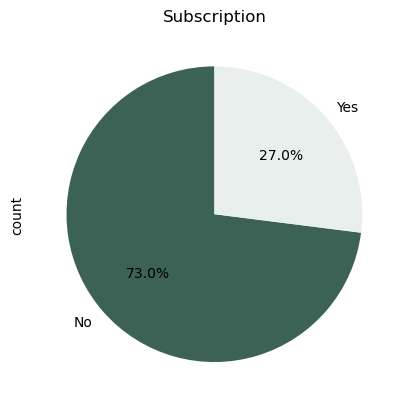 Subscription
Yes
27.0%
count
73.0%
No